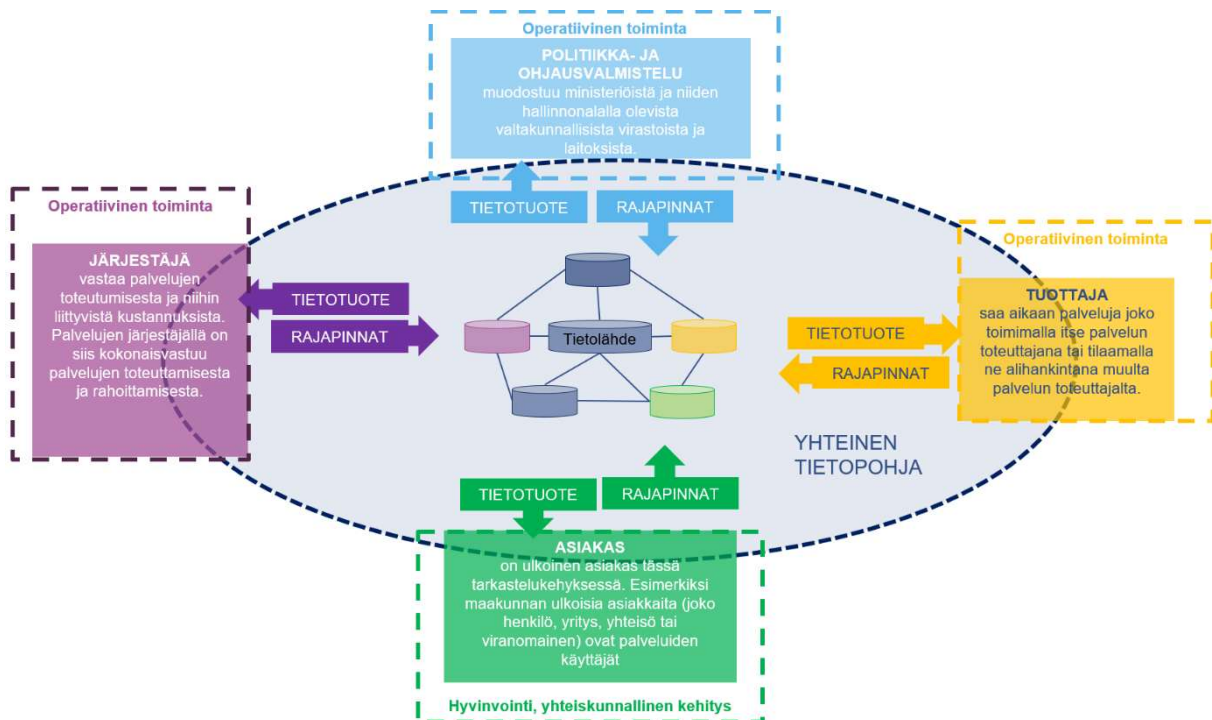 Operatiivinen toiminta
POLITIIKKA- JA
OHJAUSVALMISTELU
muodostuu ministeriöistä ja niiden
hallinnonalalla olevista
valtakunnallisista virastoista ja
laitoksista.
TIETOTUOTE
RAJAPINNAT
Operatiivinen toiminta
JÄRJESTÄJÄ
vastaa palvelujen
toteutumisesta ja niihin
liittyvistä kustannuksista.
Palvelujen järjestäjällä on
siis kokonaisvastuu
palvelujen toteuttamisesta
ja rahoittamisesta.
TIETOTUOTE
RAJAPINNAT
Tietolähde
Operatiivinen toiminta
TUOTTAJA
saa aikaan palveluja joko
toimimalla itse palvelun
toteuttajana tai tilaamalla
ne alihankintana muulta
palvelun toteuttajalta.
TIETOTUOTE
RAJAPINNAT
YHTEINEN
TIETOPOHJA
TIETOTUOTE
RAJAPINNAT
ASIAKAS
on ulkoinen asiakas tässä
tarkastelukehyksessä. Esimerkiksi
maakunnan ulkoisia asiakkaita (joko
henkilö, yritys, yhteisö tai
viranomainen) ovat palveluiden
käyttäjät
Hyvinvointi, yhteiskunnallinen kehitys